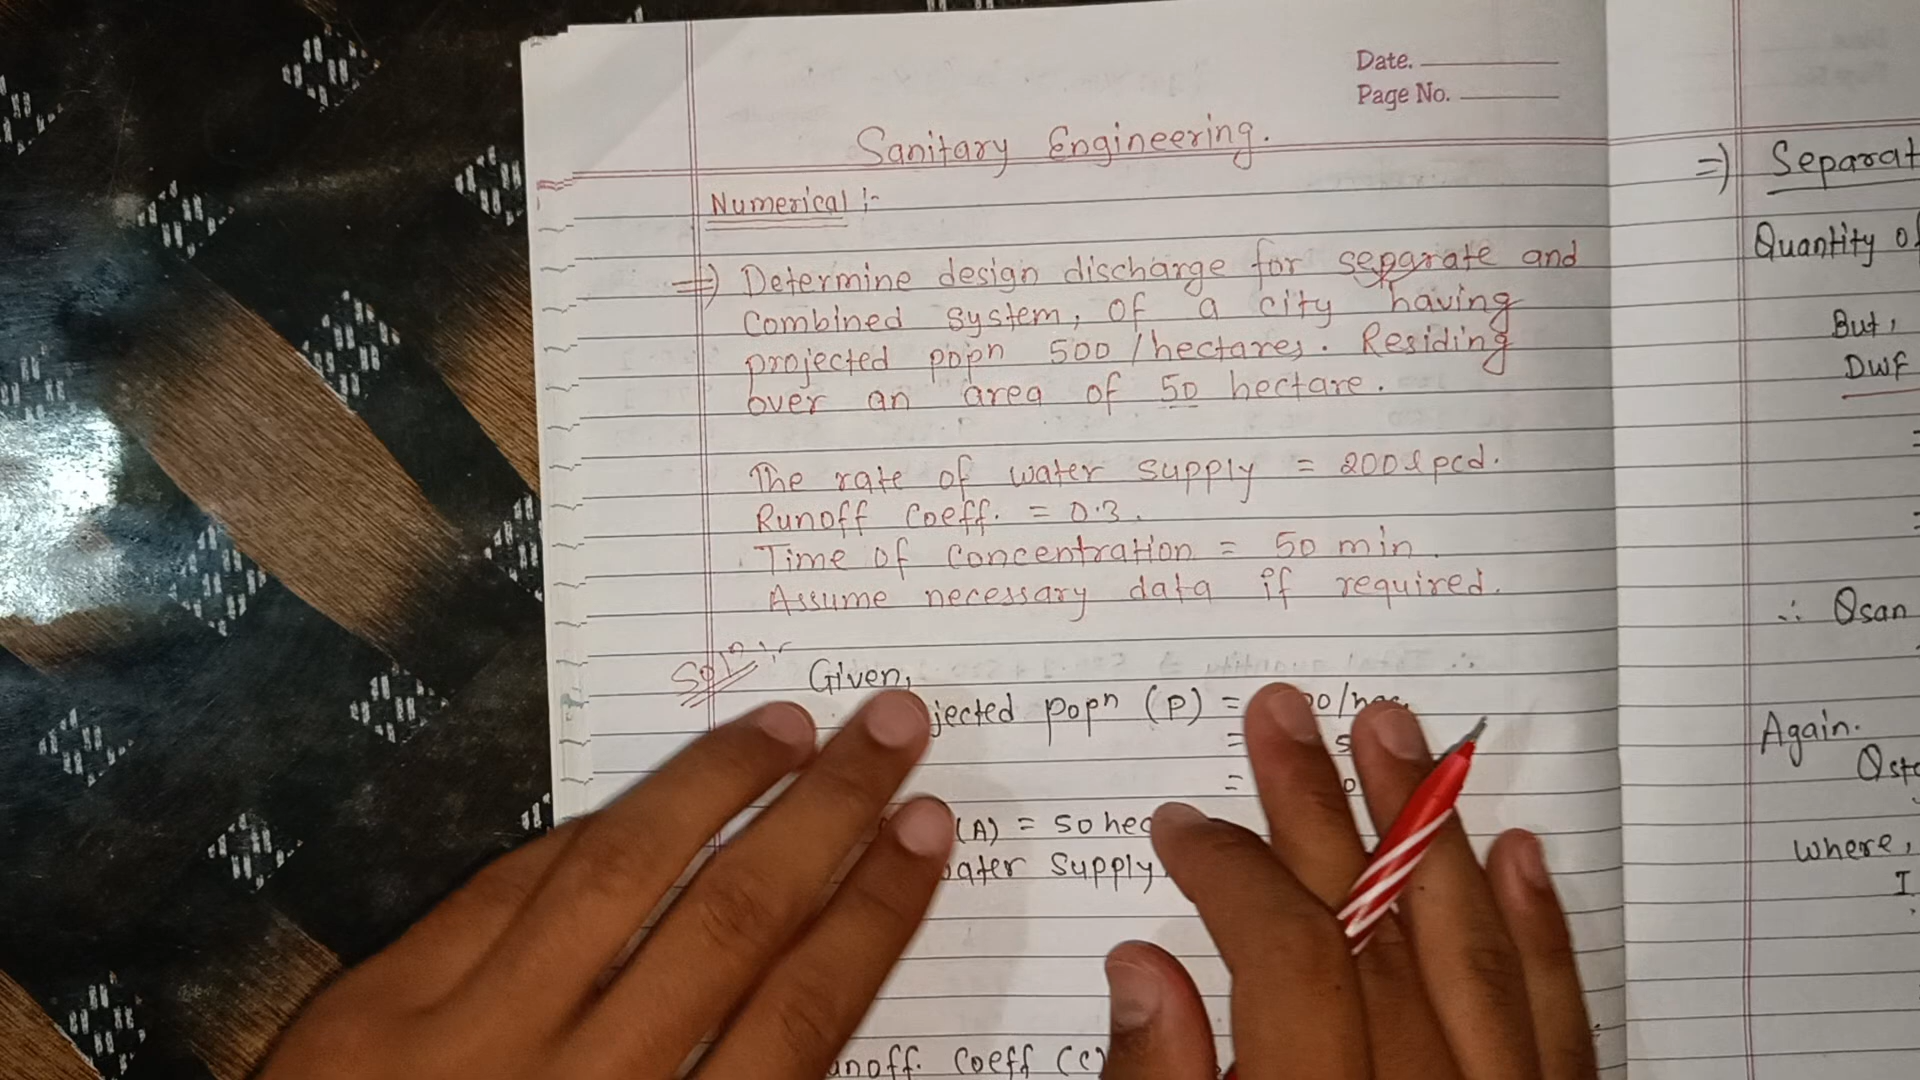 Date.
Page No.
Sanitary Engineering.
Numerical :-
=) Determine design discharge for separate and
Combined system, of a city having
projected popn 500/hectares. Residing
over an area of 50 hectare.
The rate of water supply = 200 lpcd.
Runoff Coeff. = 0.3.
Time of Concentration = 50 min.
Assume necessary data if required.
Soln :-
Given,
jected popn (P) =
=
=
(A) = 50 hec
ater supply
unoff. Coeff (C)
=) Separat
Quantity of
But,
DWF
=
=
∴ Qsan
Again.
Qsto
where,
I